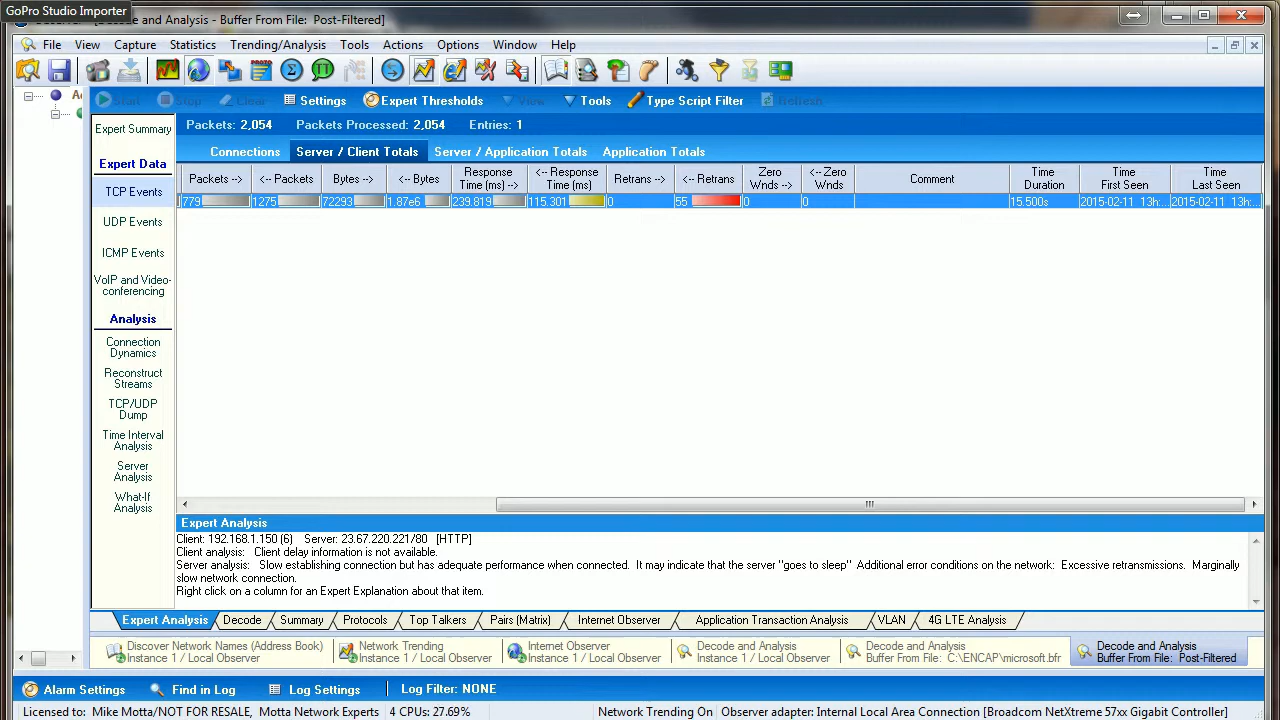 GoPro Studio Importer
[Decode and Analysis - Buffer From File: Post-Filtered]
File View Capture Statistics Trending/Analysis Tools Actions Options Window Help
Start Stop Clear Settings Expert Thresholds View Tools Type Script Filter Refresh
Expert Summary
Expert Data
TCP Events
UDP Events
ICMP Events
VoIP and Video-
conferencing
Analysis
Connection
Dynamics
Reconstruct
Streams
TCP/UDP
Dump
Time Interval
Analysis
Server
Analysis
What-If
Analysis
Packets: 2,054 Packets Processed: 2,054 Entries: 1
Connections Server / Client Totals Server / Application Totals Application Totals
Packets --> <-- Packets Bytes --> <-- Bytes Response Time (ms) --> <-- Response Time (ms) Retrans --> <-- Retrans Zero Wnds --> <-- Zero Wnds Comment Time Duration Time First Seen Time Last Seen
779 1275 72293 1.87e6 239.819 115.301 0 55 0 0 15.500s 2015-02-11 13h:... 2015-02-11 13h:...
Expert Analysis
Client: 192.168.1.150 (6) Server: 23.67.220.221/80 [HTTP]
Client analysis: Client delay information is not available.
Server analysis: Slow establishing connection but has adequate performance when connected. It may indicate that the server "goes to sleep" Additional error conditions on the network: Excessive retransmissions. Marginally
slow network connection.
Right click on a column for an Expert Explanation about that item.
Expert Analysis Decode Summary Protocols Top Talkers Pairs (Matrix) Internet Observer Application Transaction Analysis VLAN 4G LTE Analysis
Discover Network Names (Address Book) Network Trending Internet Observer Decode and Analysis Decode and Analysis Decode and Analysis
Instance 1 / Local Observer Instance 1 / Local Observer Instance 1 / Local Observer Instance 1 / Local Observer Buffer From File: C:\ENCAP\microsoft.bfr Buffer From File: Post-Filtered
Alarm Settings Find in Log Log Settings Log Filter: NONE
Licensed to: Mike Motta/NOT FOR RESALE, Motta Network Experts 4 CPUs: 27.69% Network Trending On Observer adapter: Internal Local Area Connection [Broadcom NetXtreme 57xx Gigabit Controller]